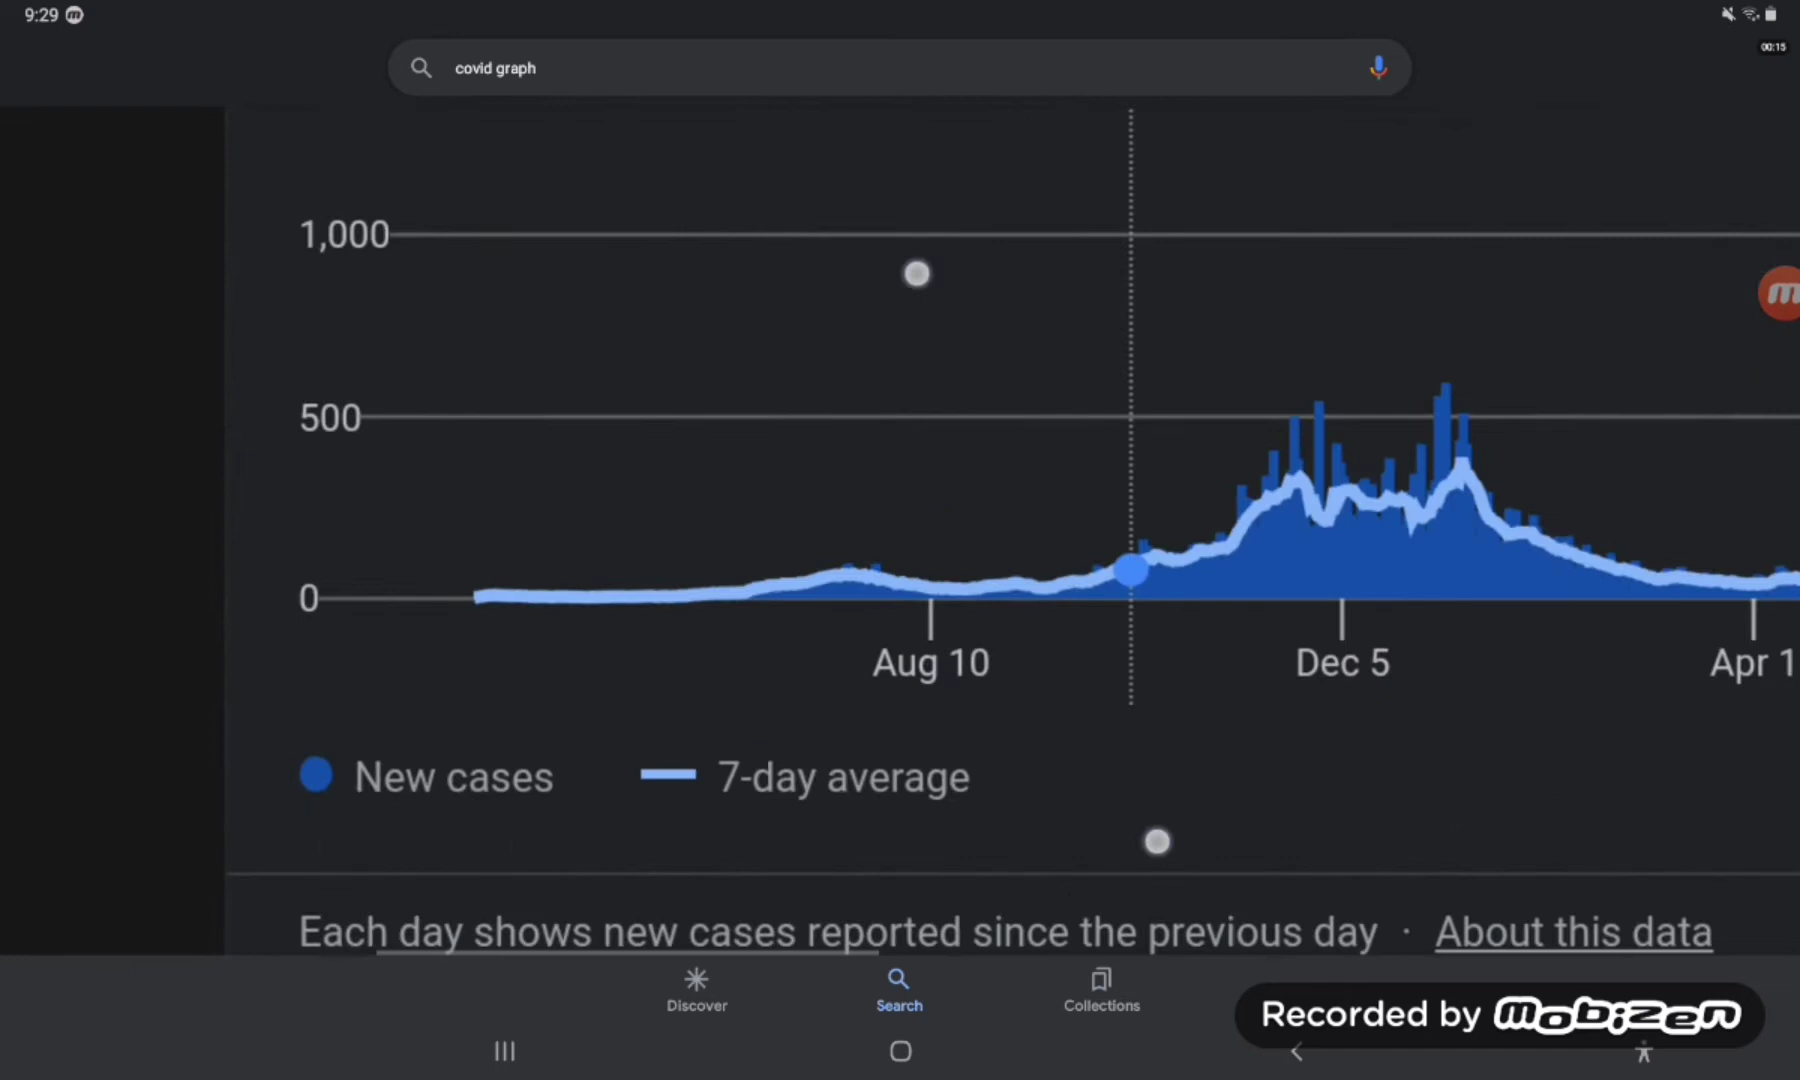 9:29
00:15
covid graph
1,000
500
0
Aug 10
Dec 5
Apr 1
New cases
7-day average
Each day shows new cases reported since the previous day · About this data
Discover
Search
Collections
Recorded by mobizen